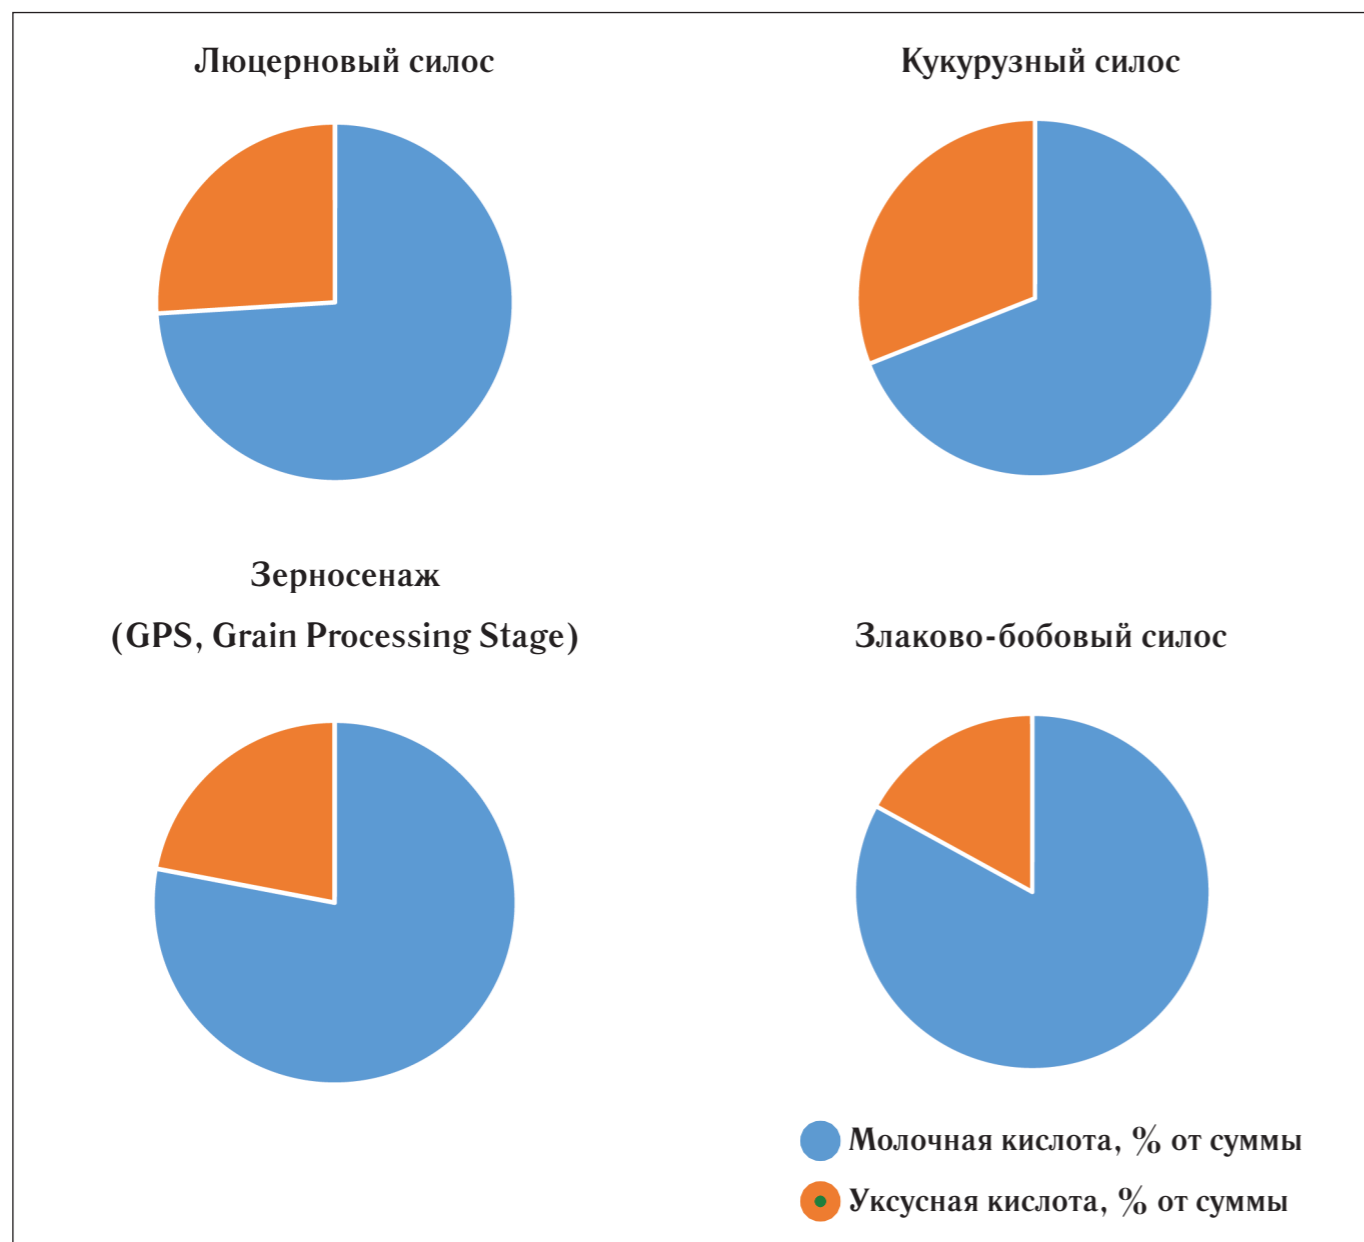 Люцерновый силос
Кукурузный силос
Зерносенаж
(GPS, Grain Processing Stage)
Злаково-бобовый силос
Молочная кислота, % от суммы
Уксусная кислота, % от суммы